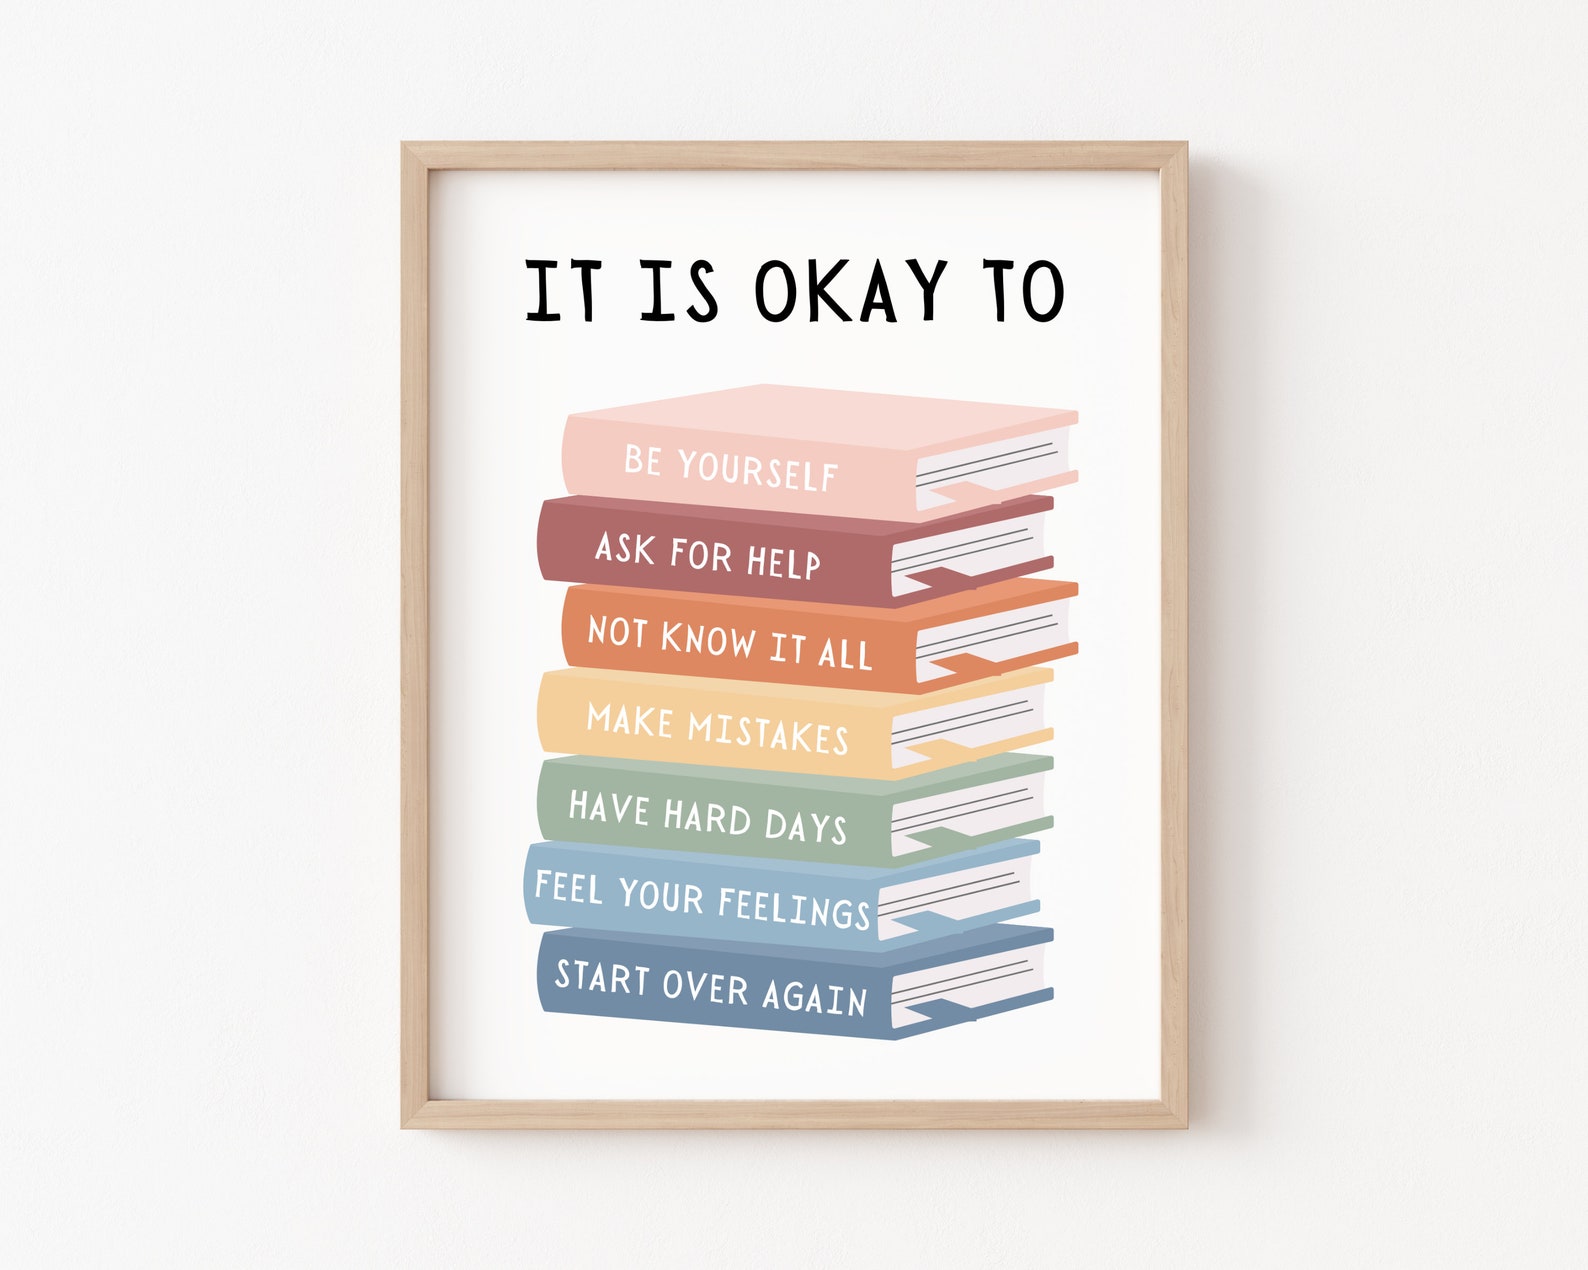 IT IS OKAY TO
BE YOURSELF
ASK FOR HELP
NOT KNOW IT ALL
MAKE MISTAKES
HAVE HARD DAYS
FEEL YOUR FEELINGS
START OVER AGAIN